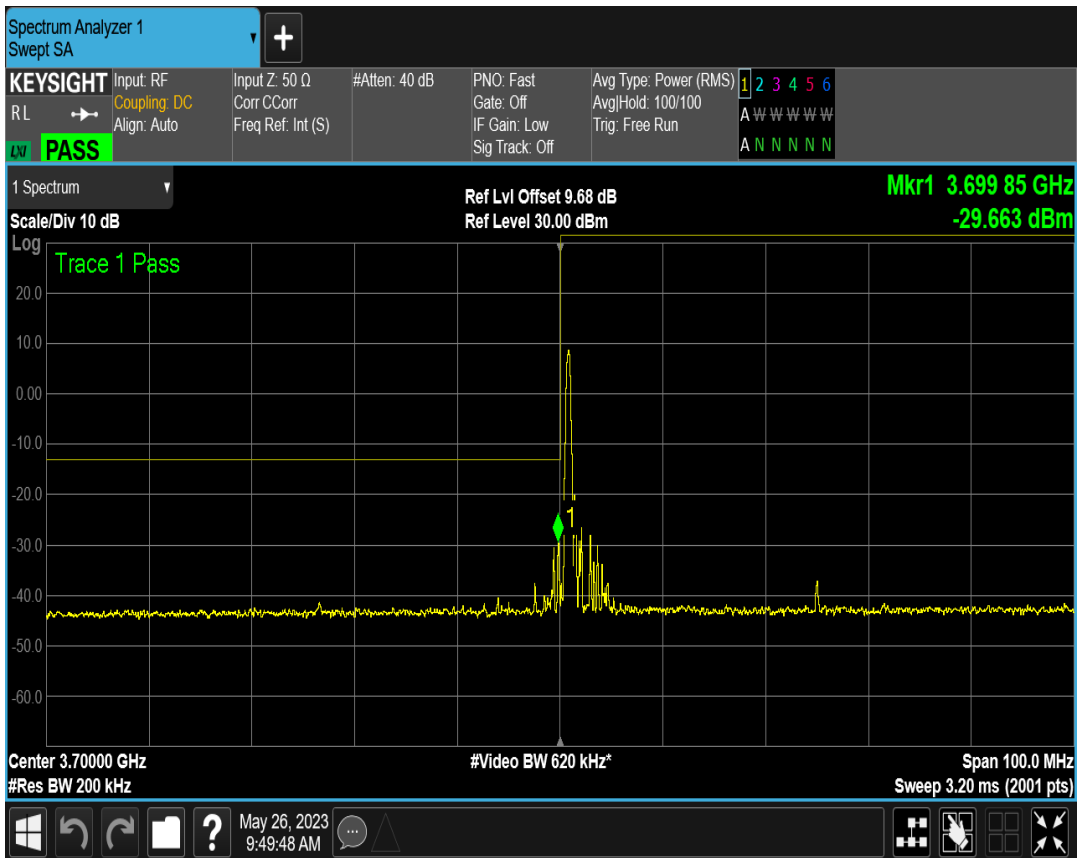 Spectrum Analyzer 1
Swept SA
+
KEYSIGHT
R L
LXI PASS
Input: RF
Coupling: DC
Align: Auto
Input Z: 50 Ω
Corr CCorr
Freq Ref: Int (S)
#Atten: 40 dB
PNO: Fast
Gate: Off
IF Gain: Low
Sig Track: Off
Avg Type: Power (RMS)
Avg|Hold: 100/100
Trig: Free Run
1 2 3 4 5 6
A W W W W W
A N N N N N
1 Spectrum
Scale/Div 10 dB
Ref Lvl Offset 9.68 dB
Ref Level 30.00 dBm
Mkr1 3.699 85 GHz
-29.663 dBm
Log
Trace 1 Pass
20.0
10.0
0.00
-10.0
-20.0
-30.0
-40.0
-50.0
-60.0
1
Center 3.70000 GHz
#Res BW 200 kHz
#Video BW 620 kHz*
Span 100.0 MHz
Sweep 3.20 ms (2001 pts)
?
May 26, 2023
9:49:48 AM